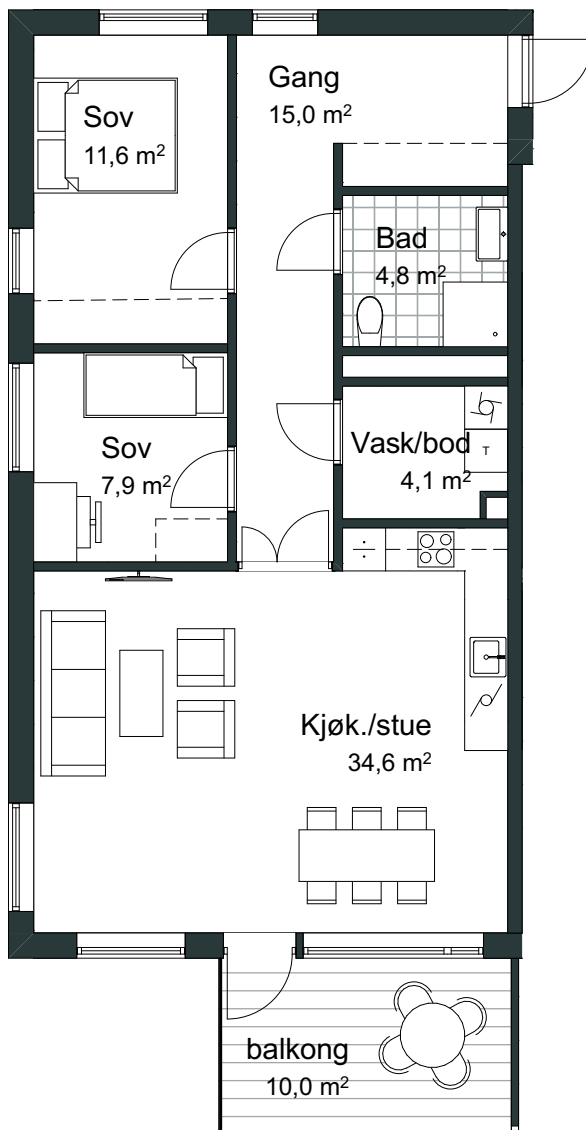 Gang
15,0 m²
Sov
11,6 m²
Bad
4,8 m²
Sov
7,9 m²
Vask/bod
4,1 m²
T
Kjøk./stue
34,6 m²
balkong
10,0 m²